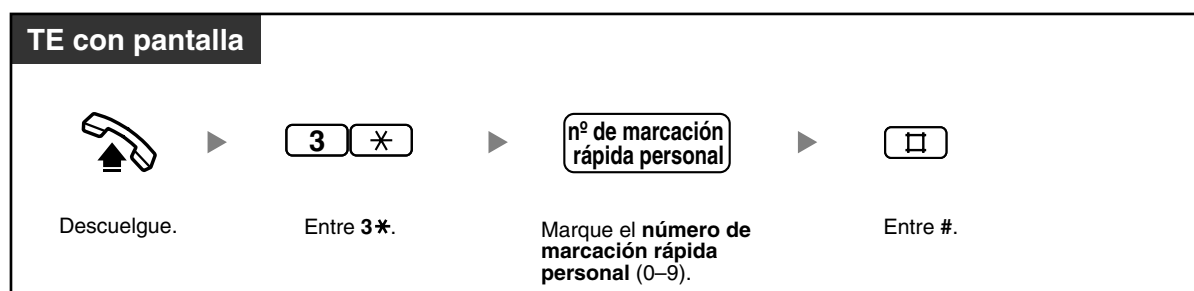 TE con pantalla
3 ✳
nº de marcación
rápida personal
#
Descuelgue.
Entre 3✳.
Marque el número de
marcación rápida
personal (0–9).
Entre #.